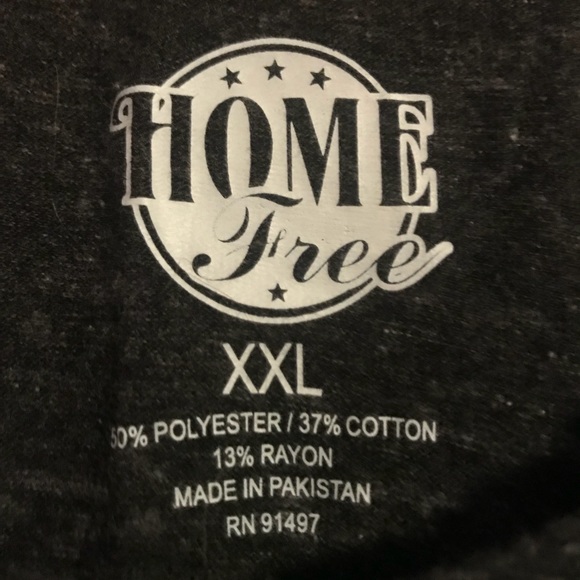 HOME
Free
XXL
50% POLYESTER / 37% COTTON
13% RAYON
MADE IN PAKISTAN
RN 91497